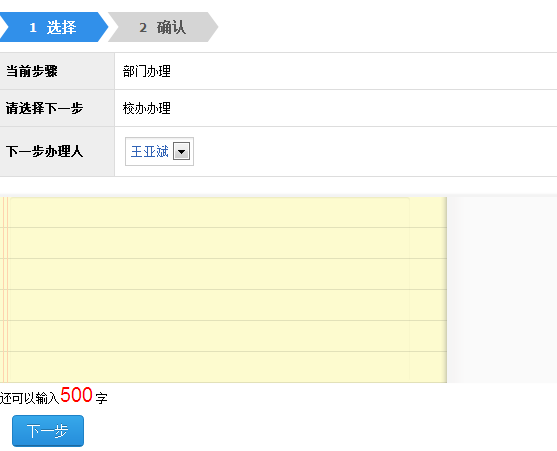 1 选择 2 确认
当前步骤 部门办理
请选择下一步 校办办理
下一步办理人 王亚斌
还可以输入500字
下一步